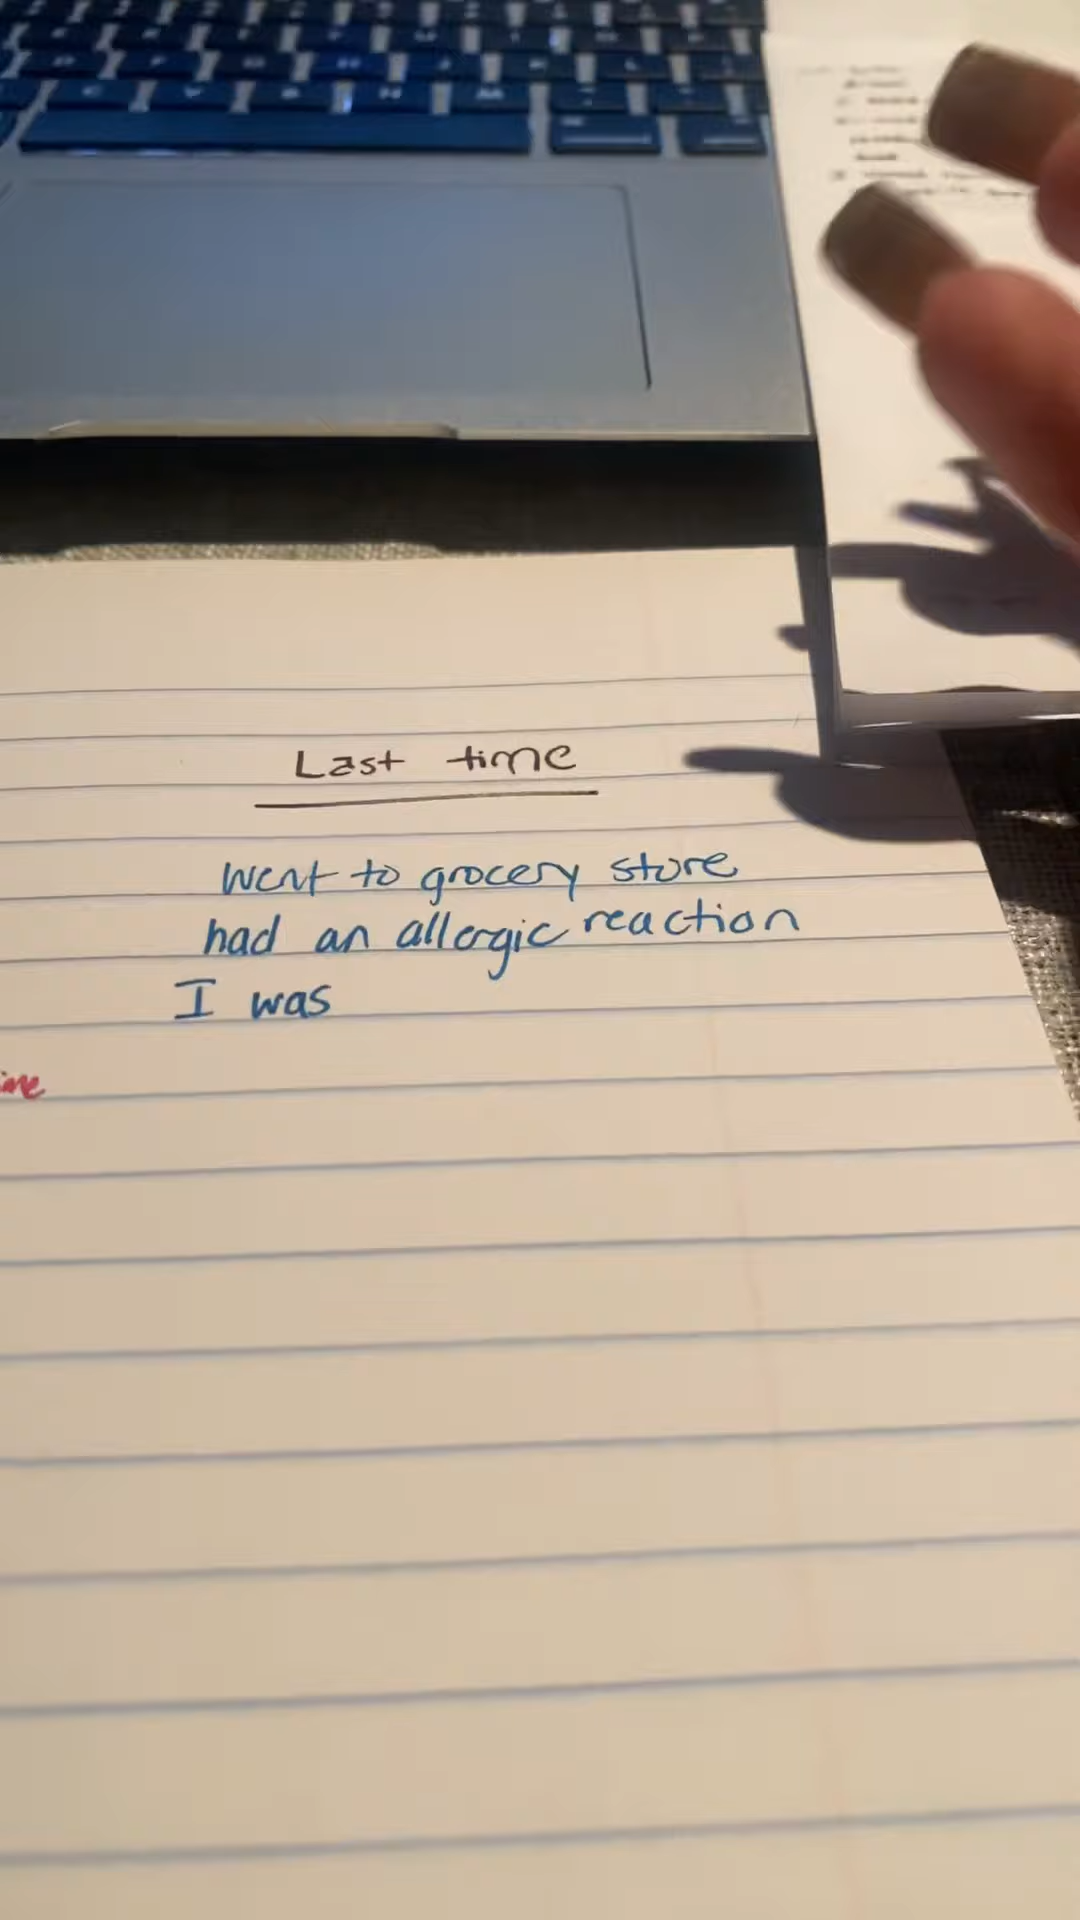 Last time
went to grocery store
had an allergic reaction
I was